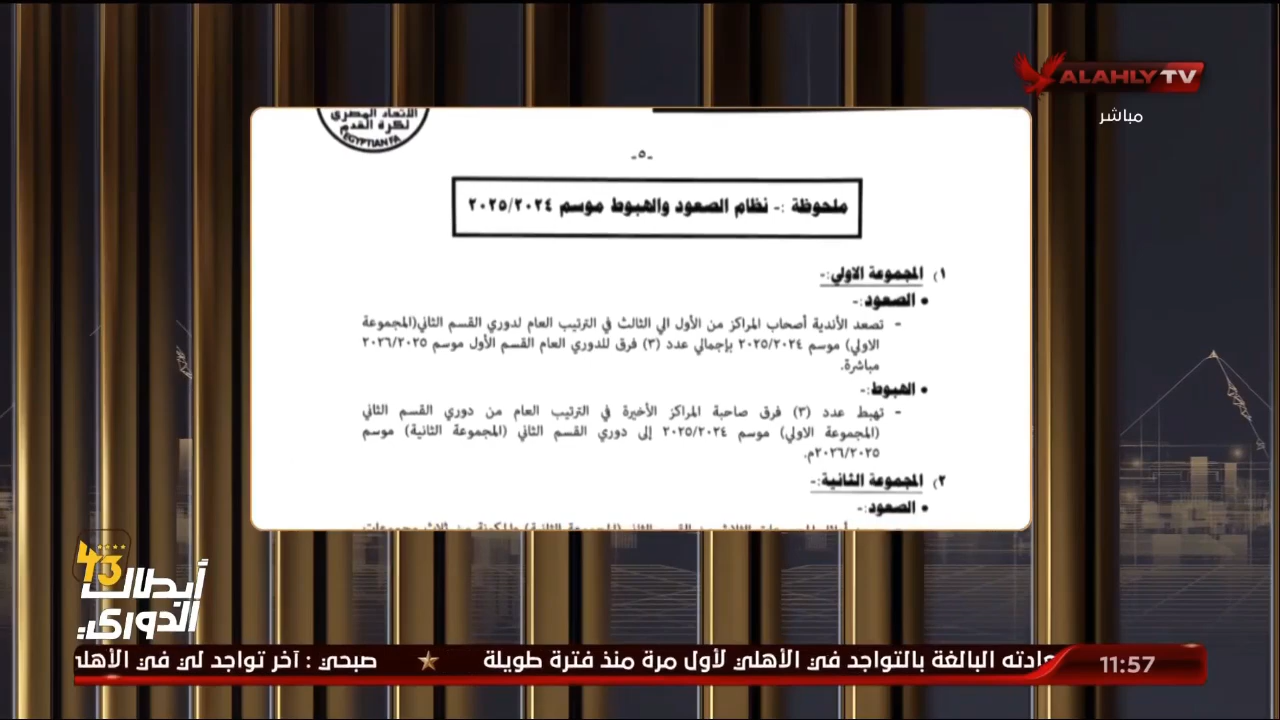 ALAHLY TV
مباشر
الاتحاد المصري
لكرة القدم
EGYPTIAN FA
-٥-
ملحوظة :- نظام الصعود والهبوط موسم ٢٠٢٥/٢٠٢٤
١) المجموعة الاولي:-
• الصعود:-
- تصعد الأندية أصحاب المراكز من الأول الي الثالث في الترتيب العام لدوري القسم الثاني(المجموعة
الاولي) موسم ٢٠٢٥/٢٠٢٤ بإجمالي عدد (٣) فرق للدوري العام القسم الأول موسم ٢٠٢٦/٢٠٢٥
مباشرة.
• الهبوط:-
- تهبط عدد (٣) فرق صاحبة المراكز الأخيرة في الترتيب العام من دوري القسم الثاني
(المجموعة الاولي) موسم ٢٠٢٥/٢٠٢٤ إلى دوري القسم الثاني (المجموعة الثانية) موسم
٢٠٢٦/٢٠٢٥م.
٢) المجموعة الثانية:-
• الصعود:-
43
أبطال
الدوري
11:57
البالغة بالتواجد في الأهلي لأول مرة منذ فترة طويلة ★ صبحي : آخر تواجد لي في